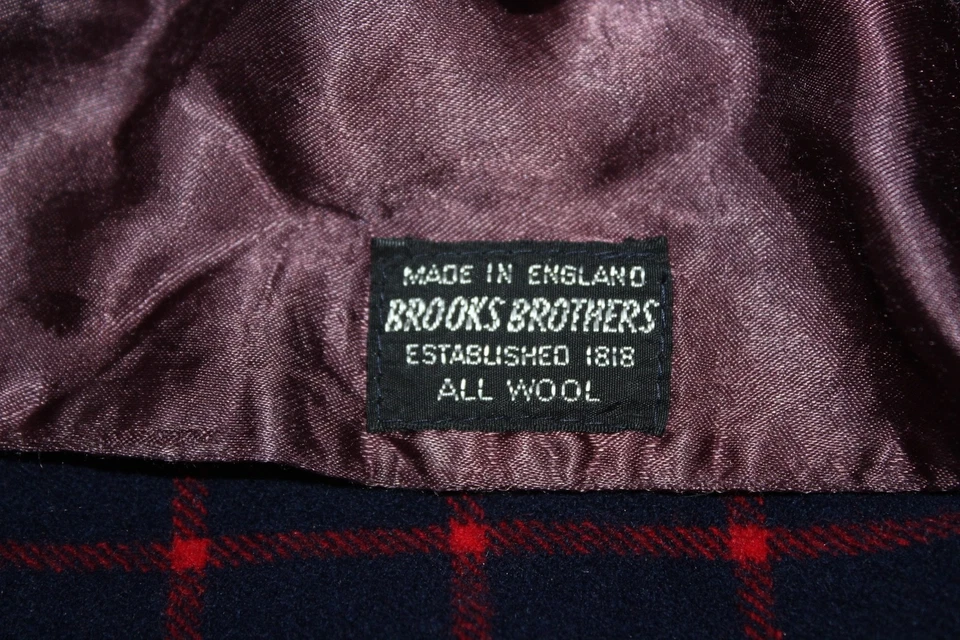 MADE IN ENGLAND
BROOKS BROTHERS
ESTABLISHED 1818
ALL WOOL